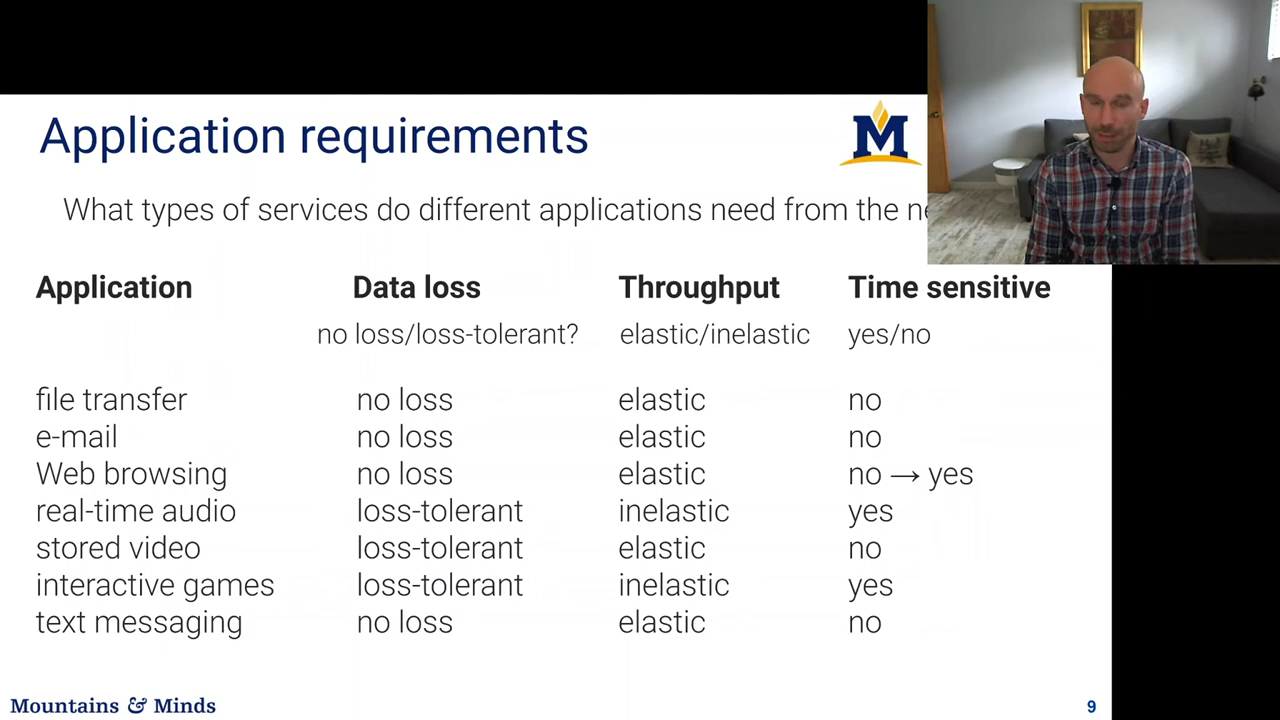 Application requirements
M
What types of services do different applications need from the
Application Data loss Throughput Time sensitive
no loss/loss-tolerant? elastic/inelastic yes/no
file transfer no loss elastic no
e-mail no loss elastic no
Web browsing no loss elastic no → yes
real-time audio loss-tolerant inelastic yes
stored video loss-tolerant elastic no
interactive games loss-tolerant inelastic yes
text messaging no loss elastic no
Mountains & Minds 9